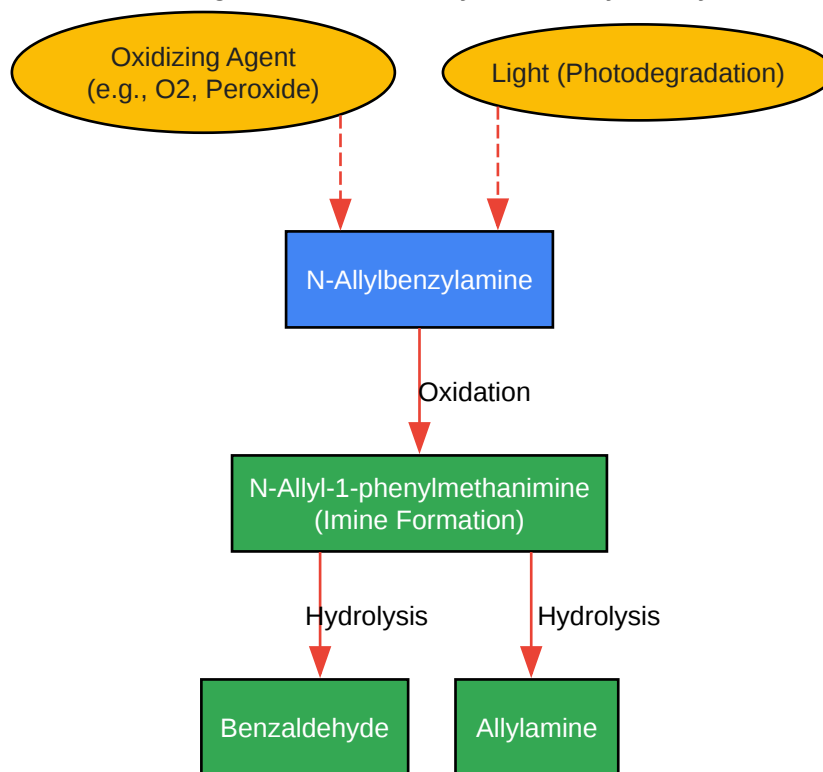 Oxidizing Agent
(e.g., O2, Peroxide)
Light (Photodegradation)
N-Allylbenzylamine
Oxidation
N-Allyl-1-phenylmethanimine
(Imine Formation)
Hydrolysis
Hydrolysis
Benzaldehyde
Allylamine